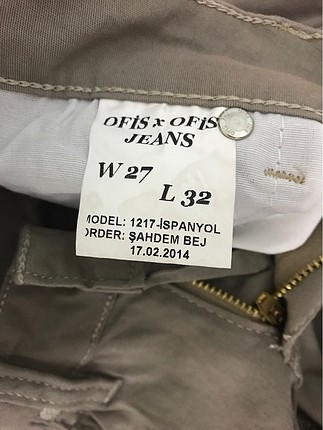 OFİS x OFİS
JEANS
W 27
L 32
MODEL: 1217-İSPANYOL
ORDER: ŞAHDEM BEJ
17.02.2014